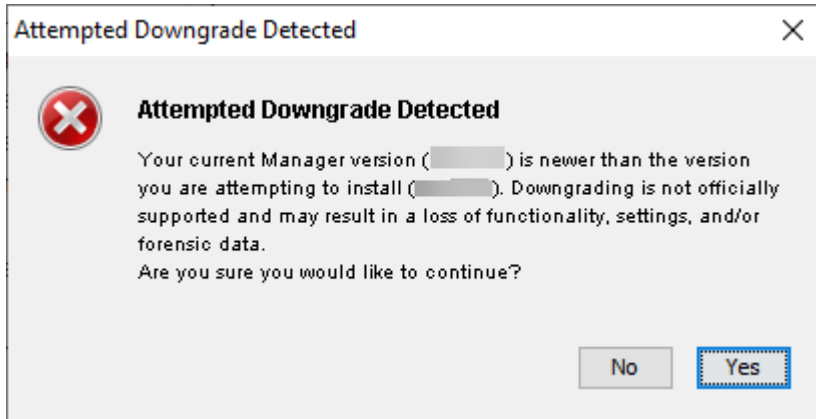 Attempted Downgrade Detected
Attempted Downgrade Detected
Your current Manager version ( ) is newer than the version
you are attempting to install ( ). Downgrading is not officially
supported and may result in a loss of functionality, settings, and/or
forensic data.
Are you sure you would like to continue?
No
Yes